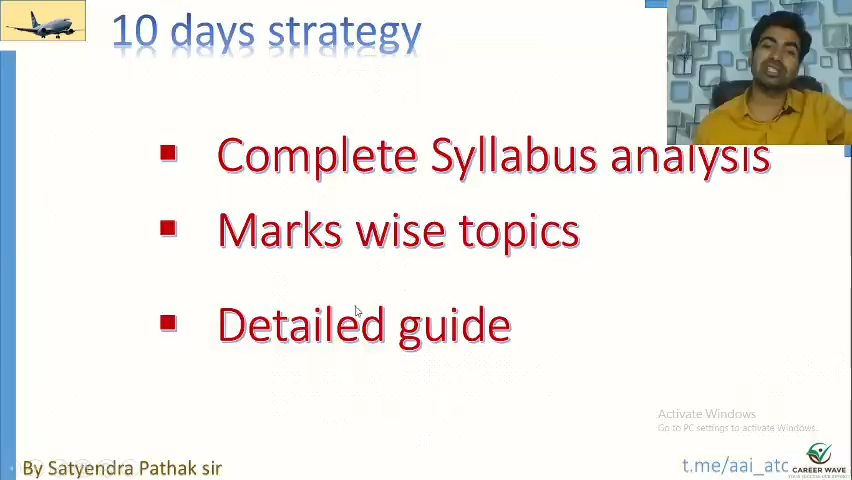 10 days strategy
Complete Syllabus analysis
Marks wise topics
Detailed guide
Activate Windows
Go to PC settings to activate Windows.
By Satyendra Pathak sir
t.me/aai_atc
CAREER WAVE